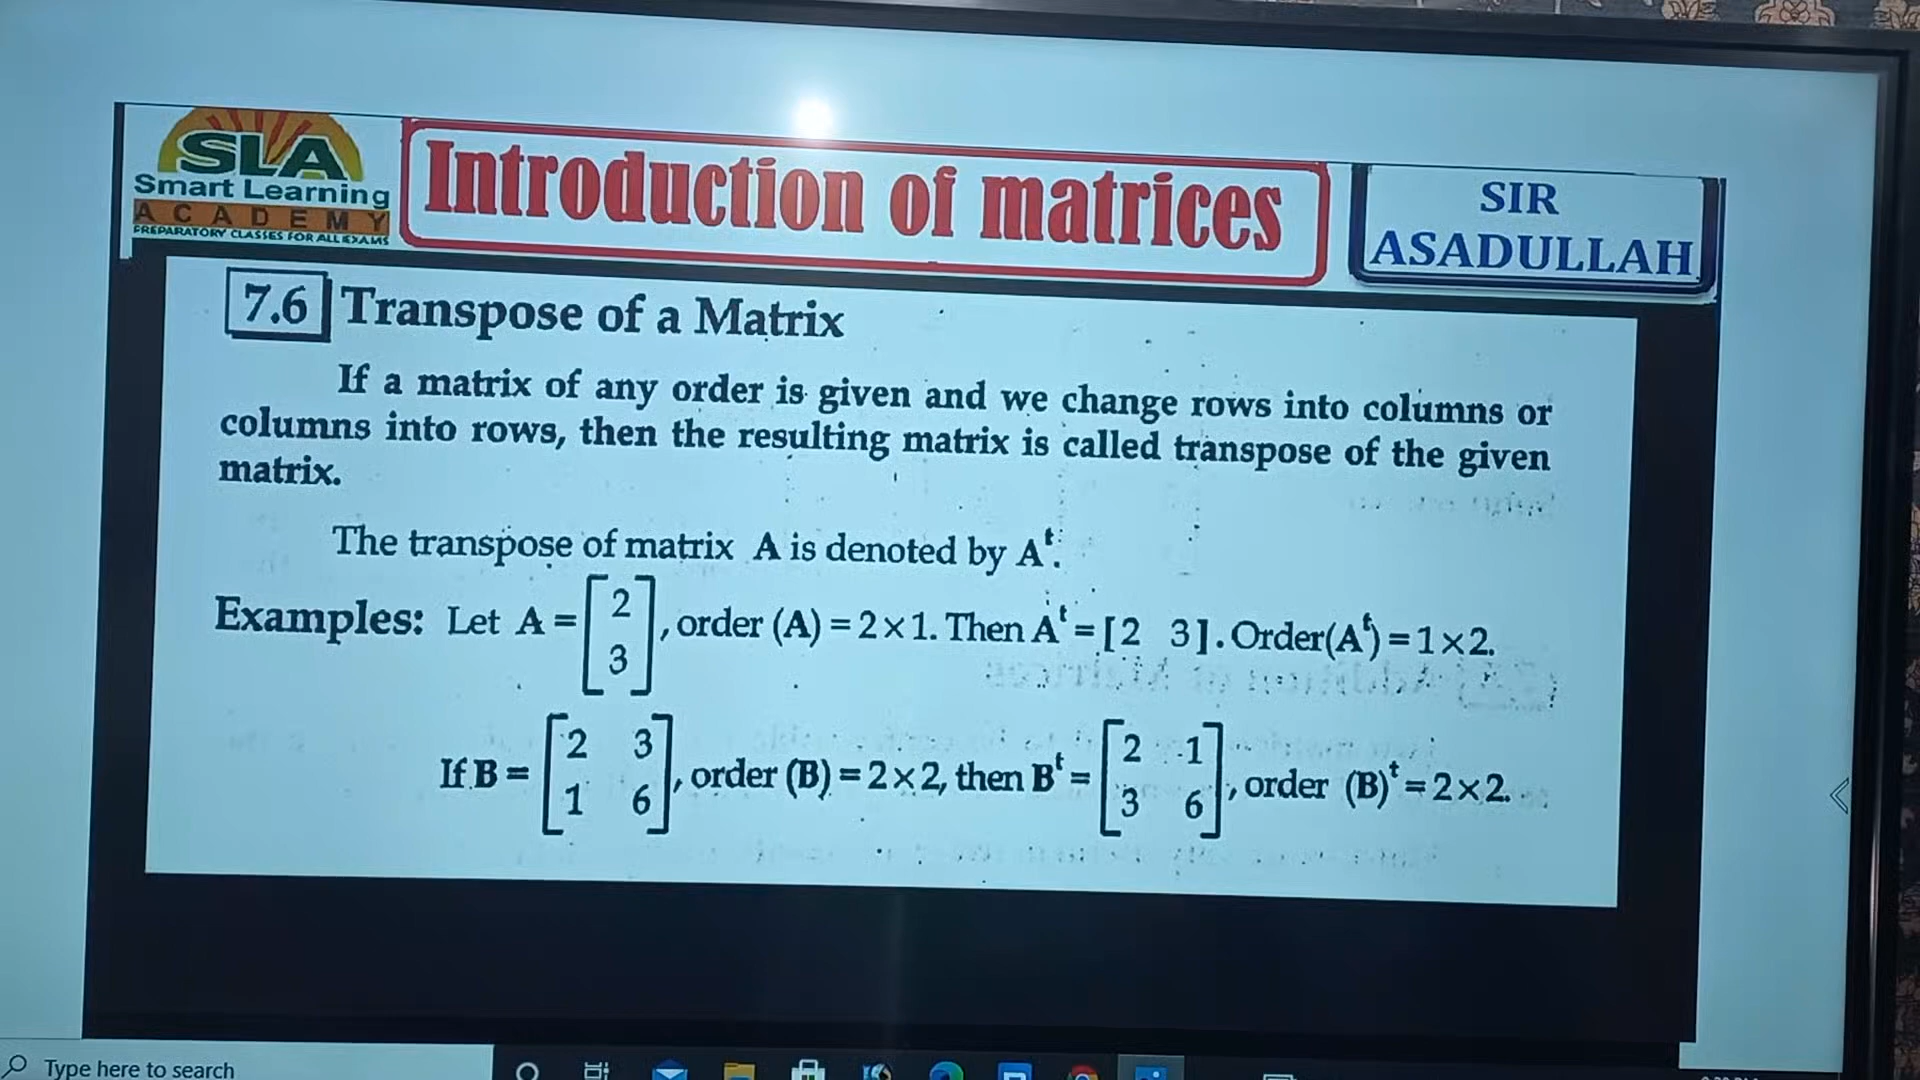 SLA
Smart Learning
ACADEMY
PREPARATORY CLASSES FOR ALL EXAMS
Introduction of matrices
SIR
ASADULLAH
7.6 Transpose of a Matrix
If a matrix of any order is given and we change rows into columns or
columns into rows, then the resulting matrix is called transpose of the given
matrix.
The transpose of matrix A is denoted by Aᵗ.
Examples: Let A = [2
3], order (A) = 2×1. Then Aᵗ = [2 3]. Order(Aᵗ) = 1×2.
If B = [2 3
1 6], order (B) = 2×2, then Bᵗ = [2 1
3 6], order (B)ᵗ = 2×2.
Type here to search